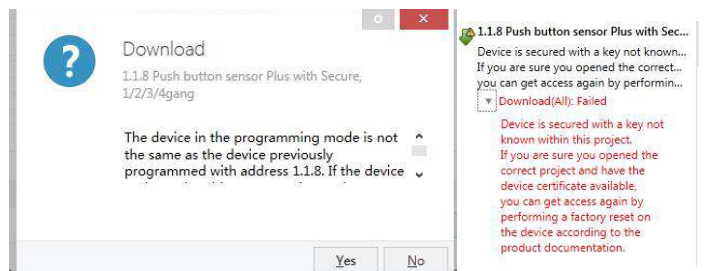 Download
1.1.8 Push button sensor Plus with Secure,
1/2/3/4gang
The device in the programming mode is not
the same as the device previously
programmed with address 1.1.8. If the device
Yes
No
1.1.8 Push button sensor Plus with Sec...
Device is secured with a key not known...
If you are sure you opened the correct...
you can get access again by performin...
Download(All): Failed
Device is secured with a key not
known within this project.
If you are sure you opened the
correct project and have the
device certificate available,
you can get access again by
performing a factory reset on
the device according to the
product documentation.